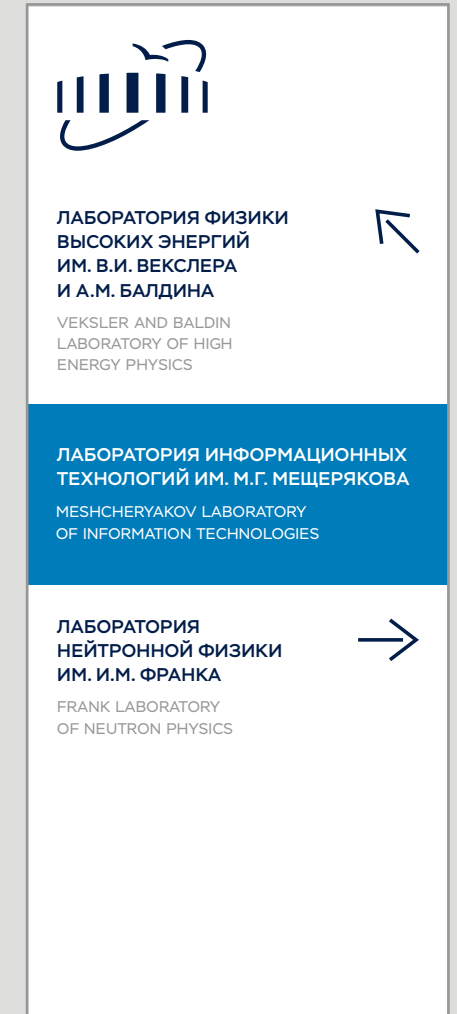 ЛАБОРАТОРИЯ ФИЗИКИ
ВЫСОКИХ ЭНЕРГИЙ
ИМ. В.И. ВЕКСЛЕРА
И А.М. БАЛДИНА
VEKSLER AND BALDIN
LABORATORY OF HIGH
ENERGY PHYSICS
ЛАБОРАТОРИЯ ИНФОРМАЦИОННЫХ
ТЕХНОЛОГИЙ ИМ. М.Г. МЕЩЕРЯКОВА
MESHCHERYAKOV LABORATORY
OF INFORMATION TECHNOLOGIES
ЛАБОРАТОРИЯ
НЕЙТРОННОЙ ФИЗИКИ
ИМ. И.М. ФРАНКА
FRANK LABORATORY
OF NEUTRON PHYSICS